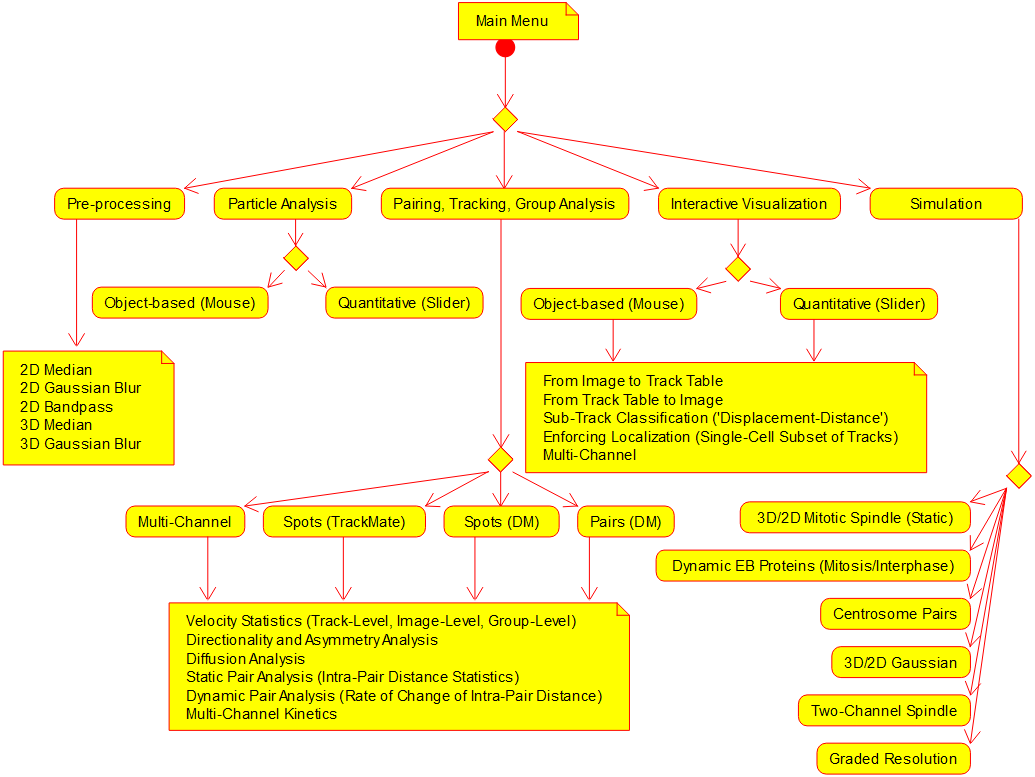 Main Menu
Pre-processing
Particle Analysis
Pairing, Tracking, Group Analysis
Interactive Visualization
Simulation
Object-based (Mouse)
Quantitative (Slider)
Object-based (Mouse)
Quantitative (Slider)
2D Median
2D Gaussian Blur
2D Bandpass
3D Median
3D Gaussian Blur
From Image to Track Table
From Track Table to Image
Sub-Track Classification ('Displacement-Distance')
Enforcing Localization (Single-Cell Subset of Tracks)
Multi-Channel
Multi-Channel
Spots (TrackMate)
Spots (DM)
Pairs (DM)
Velocity Statistics (Track-Level, Image-Level, Group-Level)
Directionality and Asymmetry Analysis
Diffusion Analysis
Static Pair Analysis (Intra-Pair Distance Statistics)
Dynamic Pair Analysis (Rate of Change of Intra-Pair Distance)
Multi-Channel Kinetics
3D/2D Mitotic Spindle (Static)
Dynamic EB Proteins (Mitosis/Interphase)
Centrosome Pairs
3D/2D Gaussian
Two-Channel Spindle
Graded Resolution